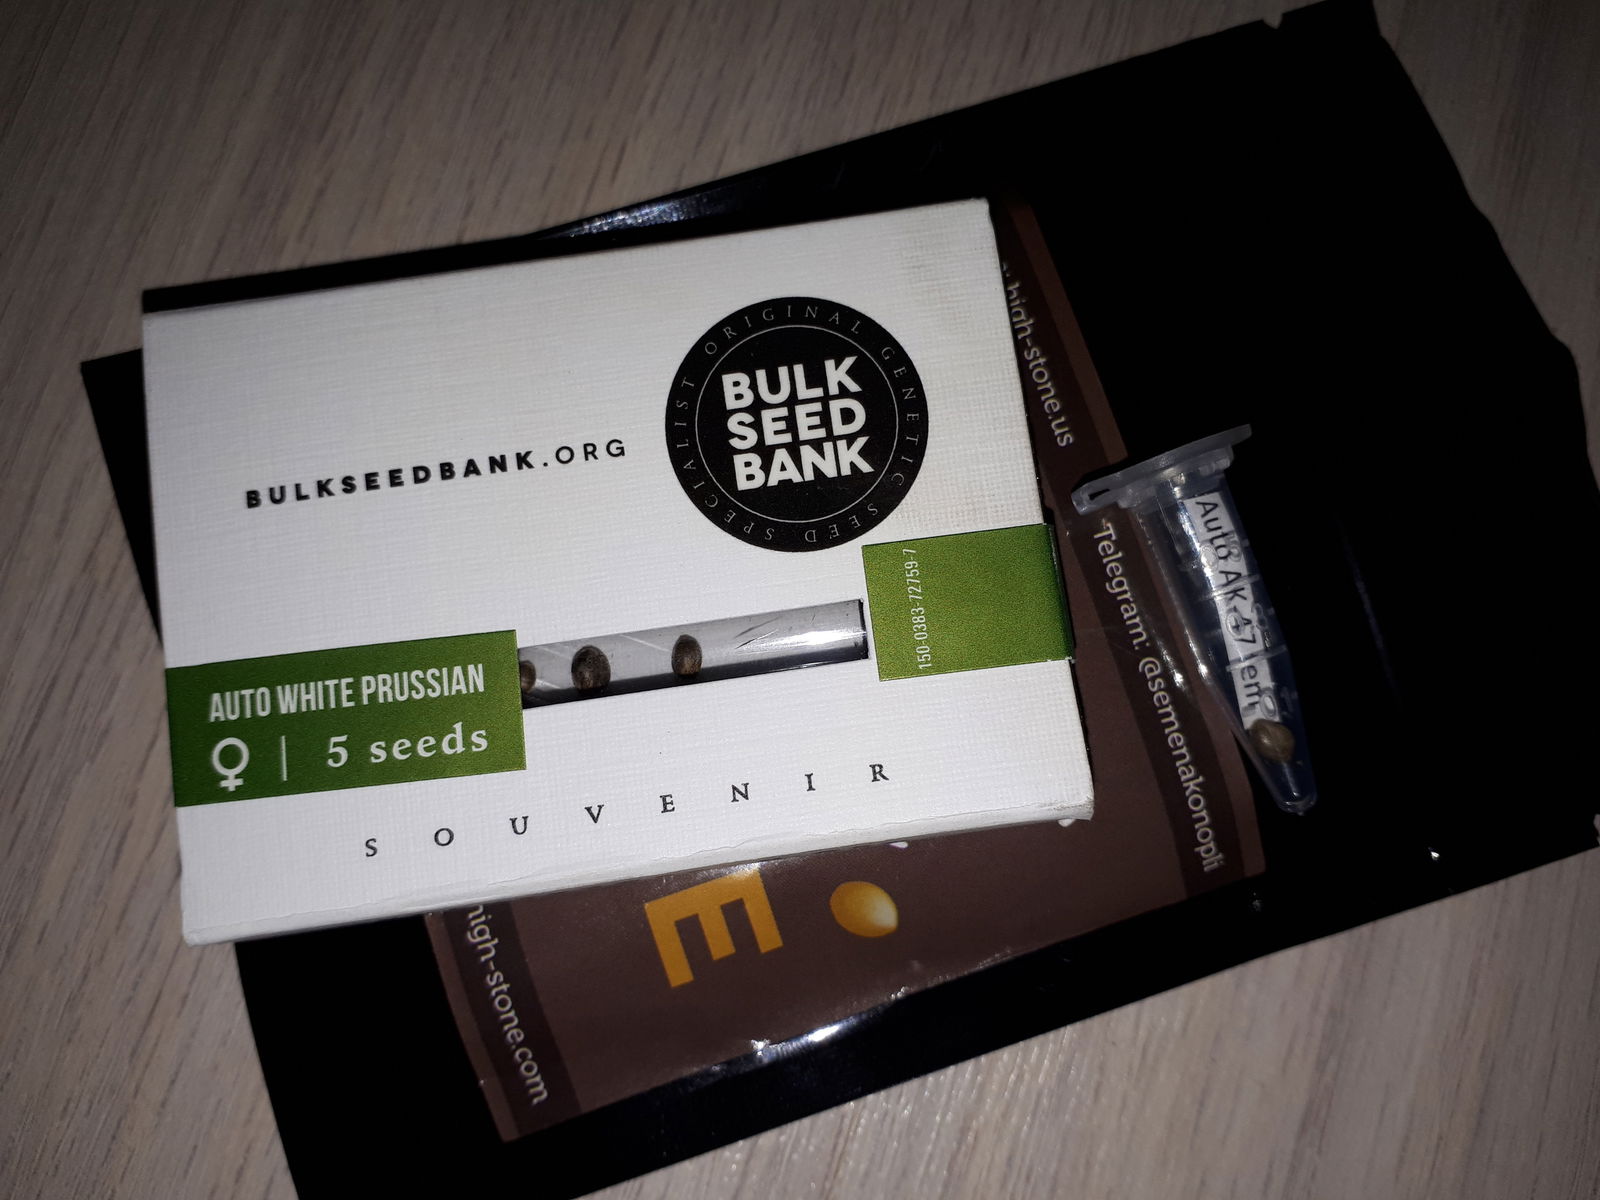 BULKSEEDBANK.ORG
ORIGINAL GENETIC SEED SPECIALIST
BULK
SEED
BANK
150-0383-72759-7
AUTO WHITE PRUSSIAN
♀ | 5 seeds
SOUVENIR
high-stone.us
Telegram: @semenakonopli
Auto AK-47
E
high-stone.com